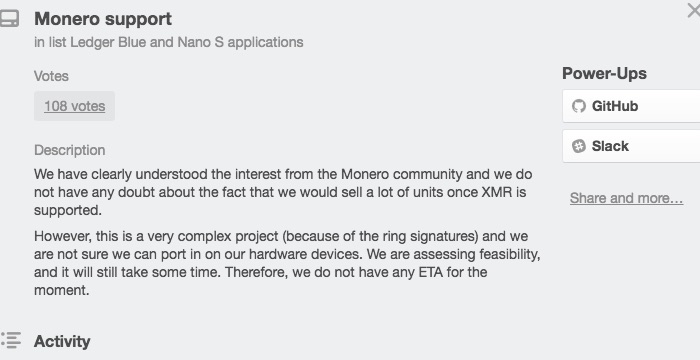 Monero support
in list Ledger Blue and Nano S applications
Votes
Power-Ups
108 votes
GitHub
Description
Slack
We have clearly understood the interest from the Monero community and we do
not have any doubt about the fact that we would sell a lot of units once XMR is
supported.
Share and more…
However, this is a very complex project (because of the ring signatures) and we
are not sure we can port in on our hardware devices. We are assessing feasibility,
and it will still take some time. Therefore, we do not have any ETA for the
moment.
Activity